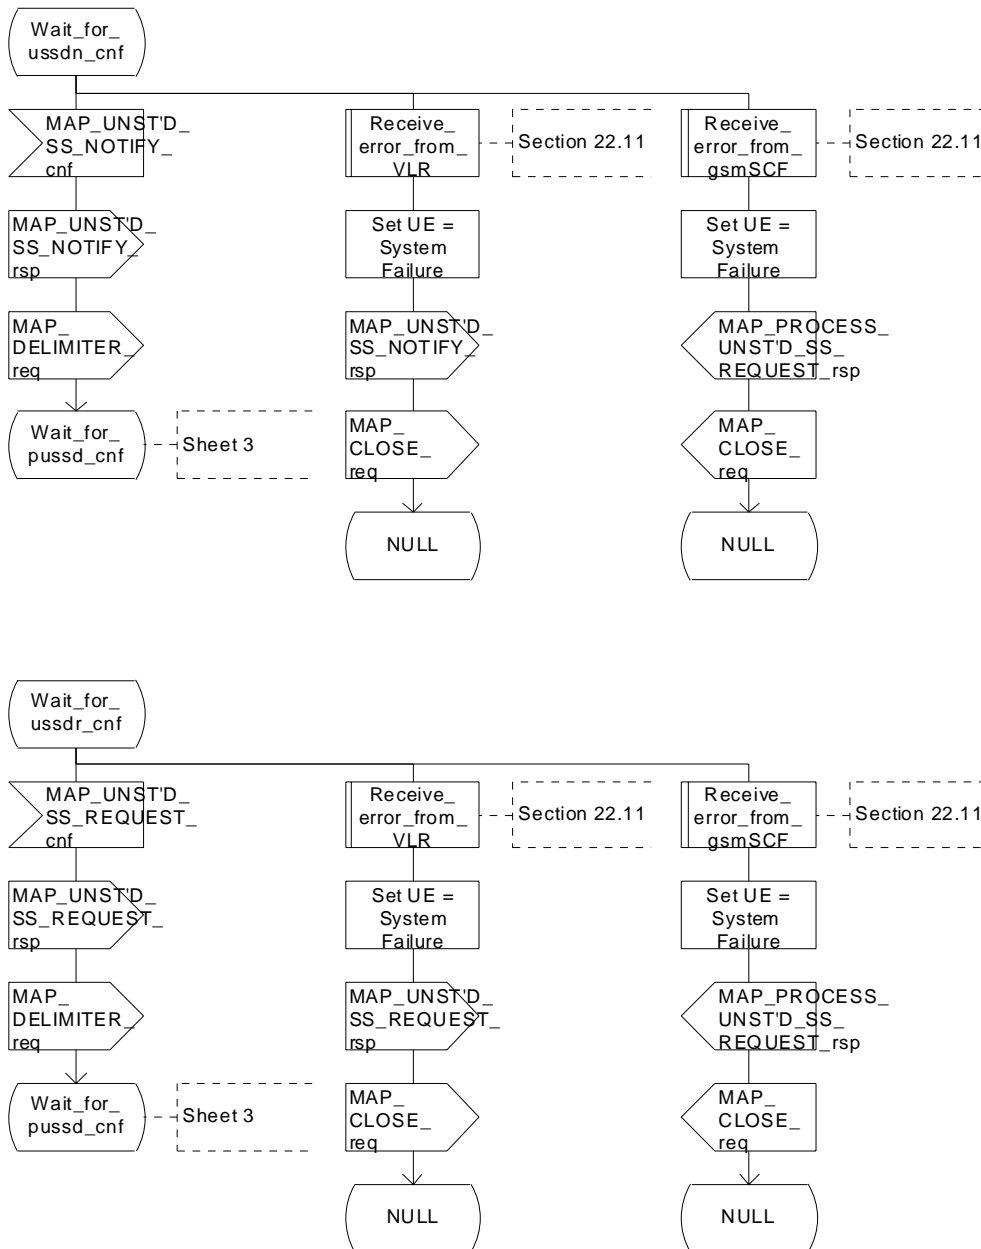 Wait_for_
ussdn_cnf
MAP_UNST'D_
SS_NOTIFY_
cnf
Receive_
error_from_
VLR
Section 22.11
Receive_
error_from_
gsmSCF
Section 22.11
MAP_UNST'D_
SS_NOTIFY_
rsp
Set UE =
System
Failure
Set UE =
System
Failure
MAP_
DELIMITER_
req
MAP_UNST'D_
SS_NOTIFY_
rsp
MAP_PROCESS_
UNST'D_SS_
REQUEST_rsp
Wait_for_
pussd_cnf
Sheet 3
MAP_
CLOSE_
req
MAP_
CLOSE_
req
NULL
NULL
Wait_for_
ussdr_cnf
MAP_UNST'D_
SS_REQUEST_
cnf
Receive_
error_from_
VLR
Section 22.11
Receive_
error_from_
gsmSCF
Section 22.11
MAP_UNST'D_
SS_REQUEST_
rsp
Set UE =
System
Failure
Set UE =
System
Failure
MAP_
DELIMITER_
req
MAP_UNST'D_
SS_REQUEST_
rsp
MAP_PROCESS_
UNST'D_SS_
REQUEST_rsp
Wait_for_
pussd_cnf
Sheet 3
MAP_
CLOSE_
req
MAP_
CLOSE_
req
NULL
NULL